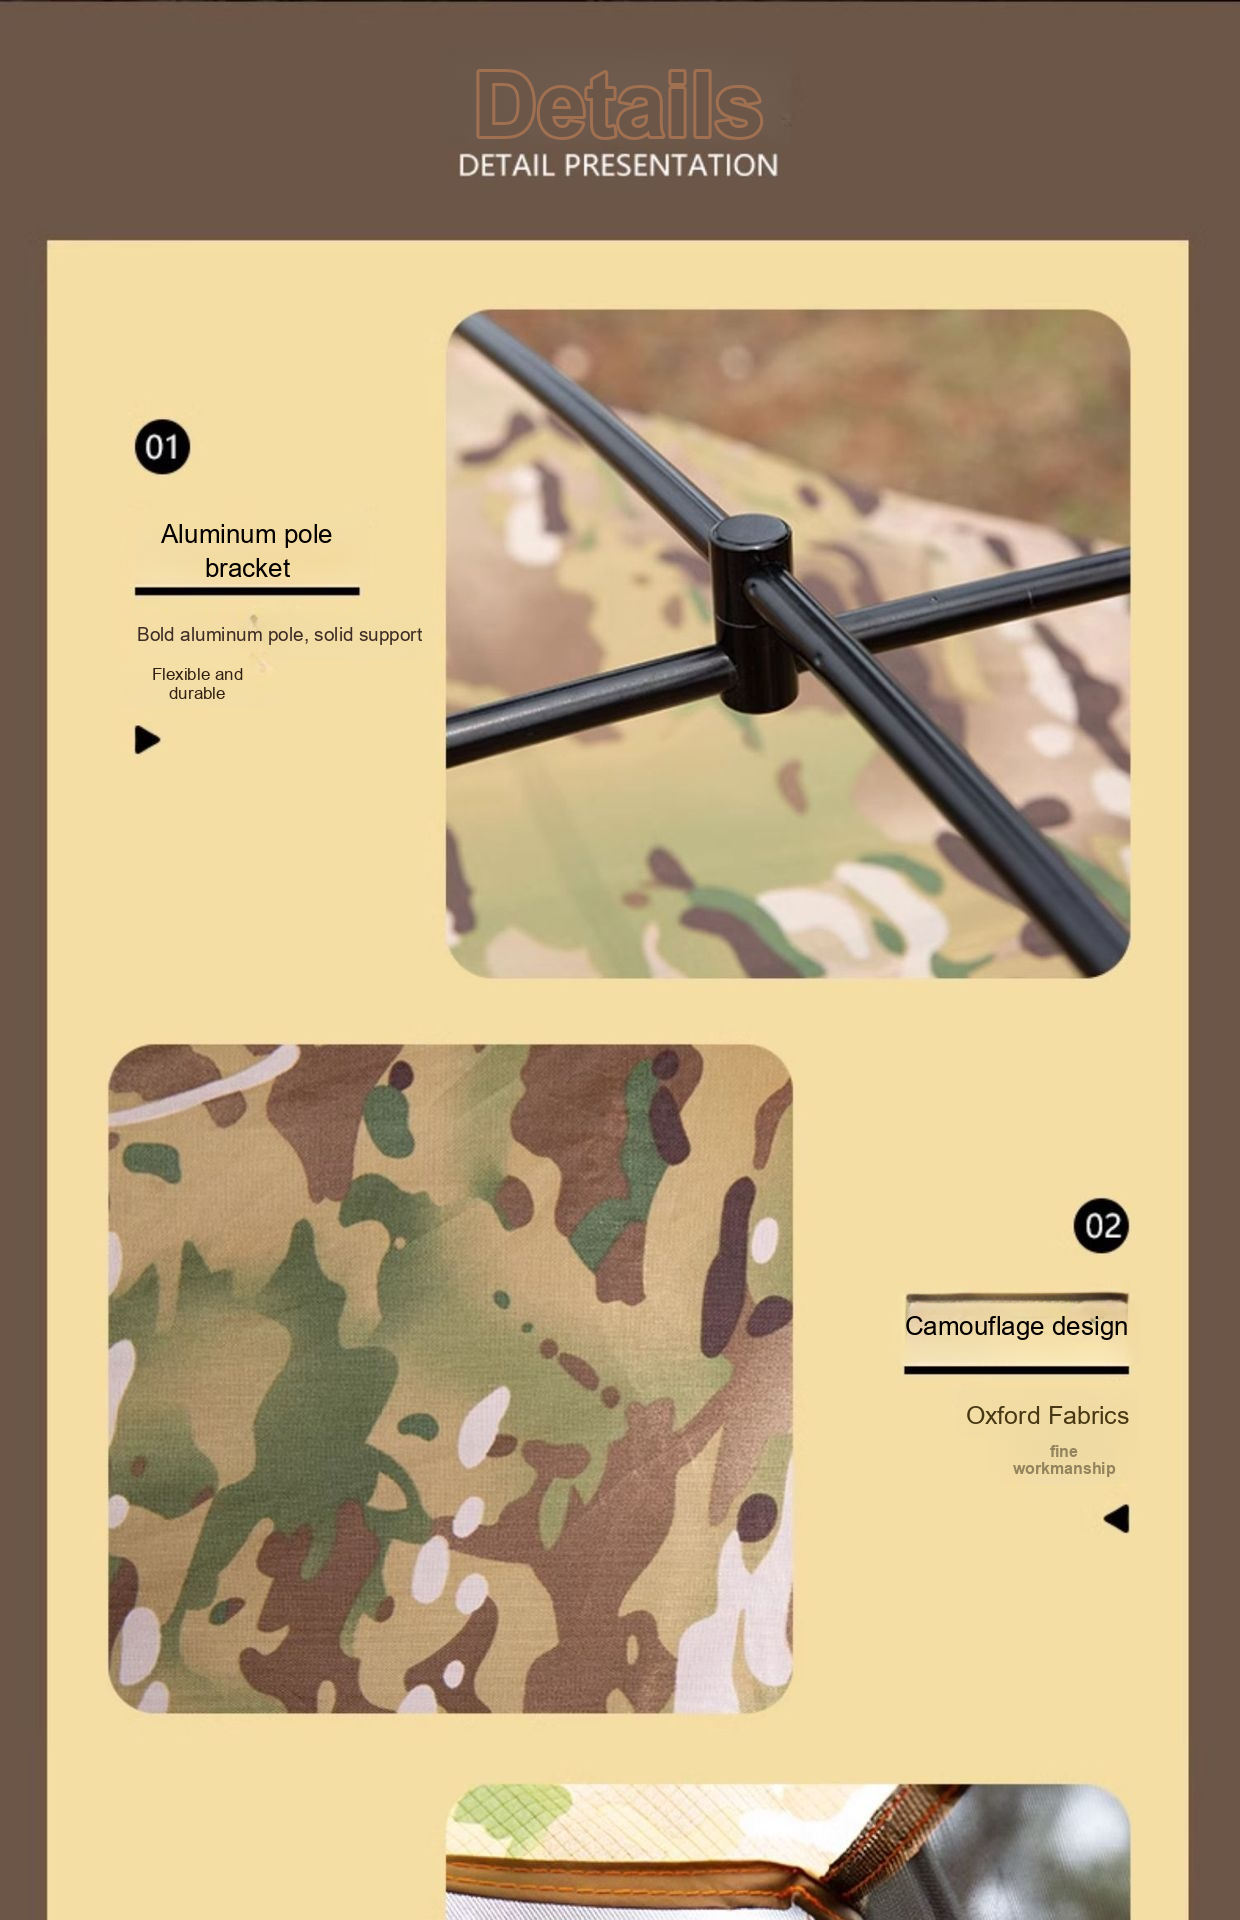 Details
DETAIL PRESENTATION
01
Aluminum pole
bracket
Bold aluminum pole, solid support
Flexible and
durable
02
Camouflage design
Oxford Fabrics
fine
workmanship